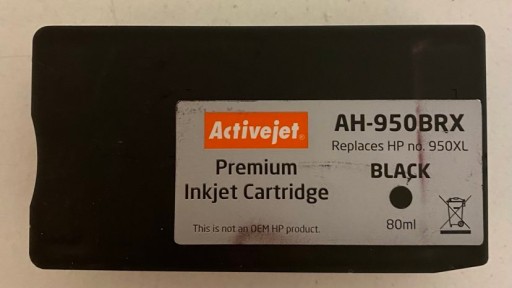 Activejet®
AH-950BRX
Replaces HP no. 950XL
Premium
Inkjet Cartridge
BLACK
80ml
This is not an OEM HP product.